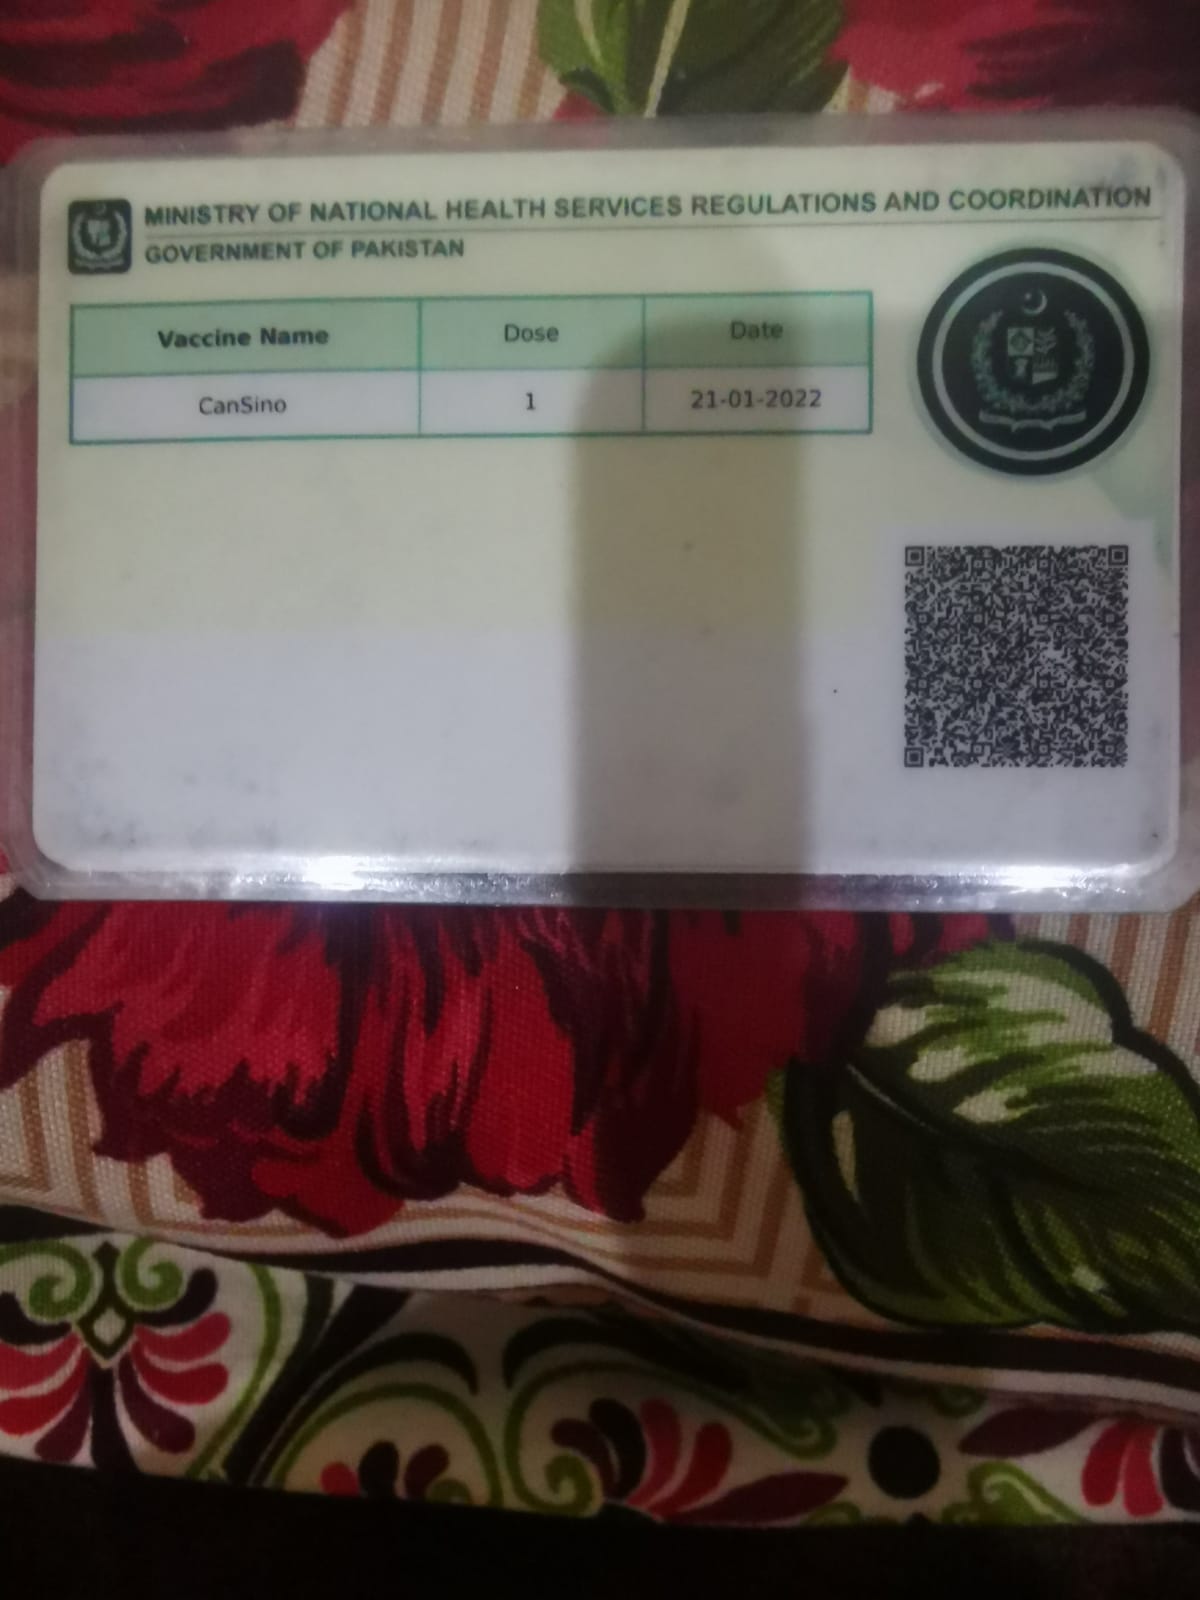 MINISTRY OF NATIONAL HEALTH SERVICES REGULATIONS AND COORDINATION
GOVERNMENT OF PAKISTAN
Vaccine Name Dose Date
CanSino 1 21-01-2022